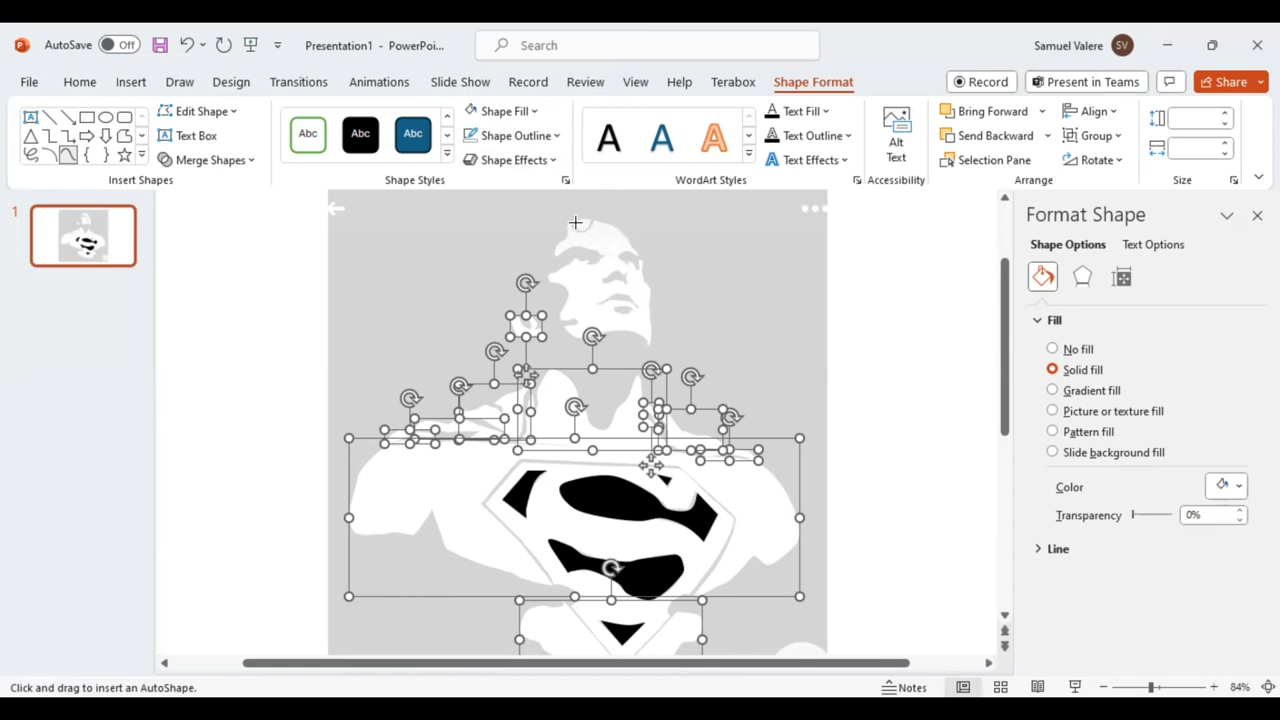 AutoSave Off Presentation1 - PowerPoi... Search Samuel Valere SV
File Home Insert Draw Design Transitions Animations Slide Show Record Review View Help Terabox Shape Format Record Present in Teams Share
Edit Shape
Text Box
Merge Shapes
Insert Shapes
Abc Abc Abc
Shape Fill
Shape Outline
Shape Effects
Shape Styles
A A A
WordArt Styles
Text Fill
Text Outline
Text Effects
Alt
Text
Accessibility
Bring Forward
Send Backward
Selection Pane
Align
Group
Rotate
Arrange
Size
1
Format Shape
Shape Options Text Options
Fill
No fill
Solid fill
Gradient fill
Picture or texture fill
Pattern fill
Slide background fill
Color
Transparency 0%
Line
Click and drag to insert an AutoShape. Notes 84%